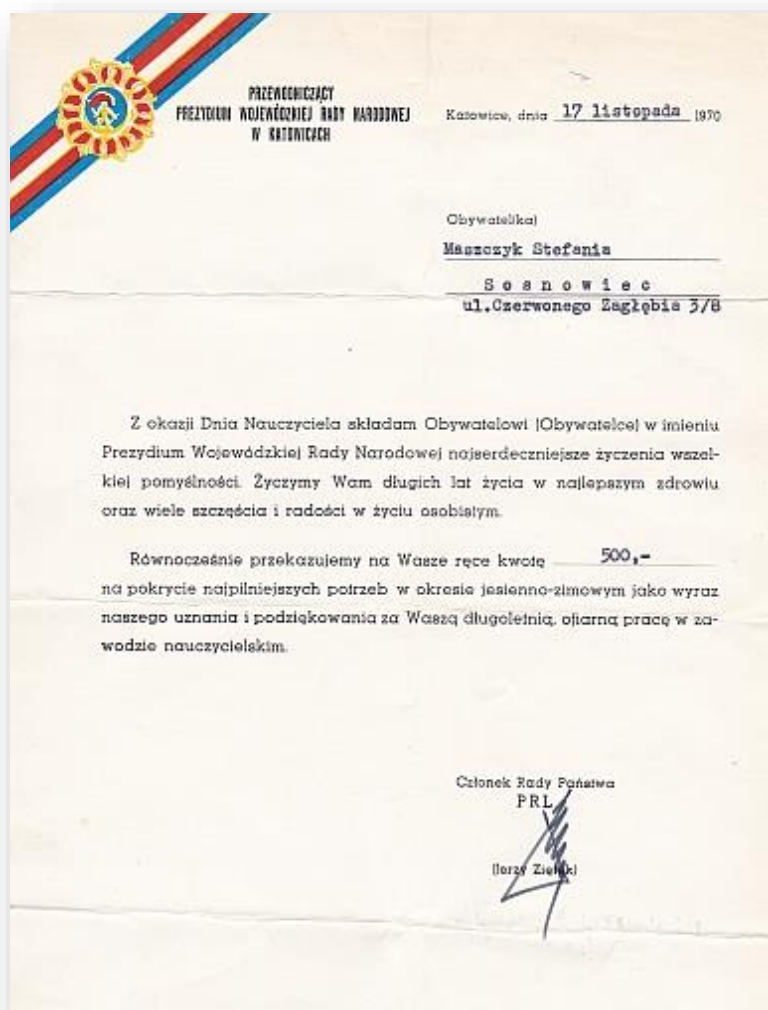 PRZEWODNICZĄCY
PREZYDIUM WOJEWÓDZKIEJ RADY NARODOWEJ
W KATOWICACH
Katowice, dnia 17 listopada 1970
Obywatel(ka)
Maszczyk Stefania
Sosnowiec
ul.Czerwonego Zagłębia 3/8
Z okazji Dnia Nauczyciela składam Obywatelowi (Obywatelce) w imieniu
Prezydium Wojewódzkiej Rady Narodowej najserdeczniejsze życzenia wszel-
kiej pomyślności. Życzymy Wam długich lat życia w najlepszym zdrowiu
oraz wiele szczęścia i radości w życiu osobistym.
Równocześnie przekazujemy na Wasze ręce kwotę 500,-
na pokrycie najpilniejszych potrzeb w okresie jesienno-zimowym jako wyraz
naszego uznania i podziękowania za Waszą długoletnią, ofiarną pracę w za-
wodzie nauczycielskim.
Członek Rady Państwa
PRL
(Jerzy Ziętek)